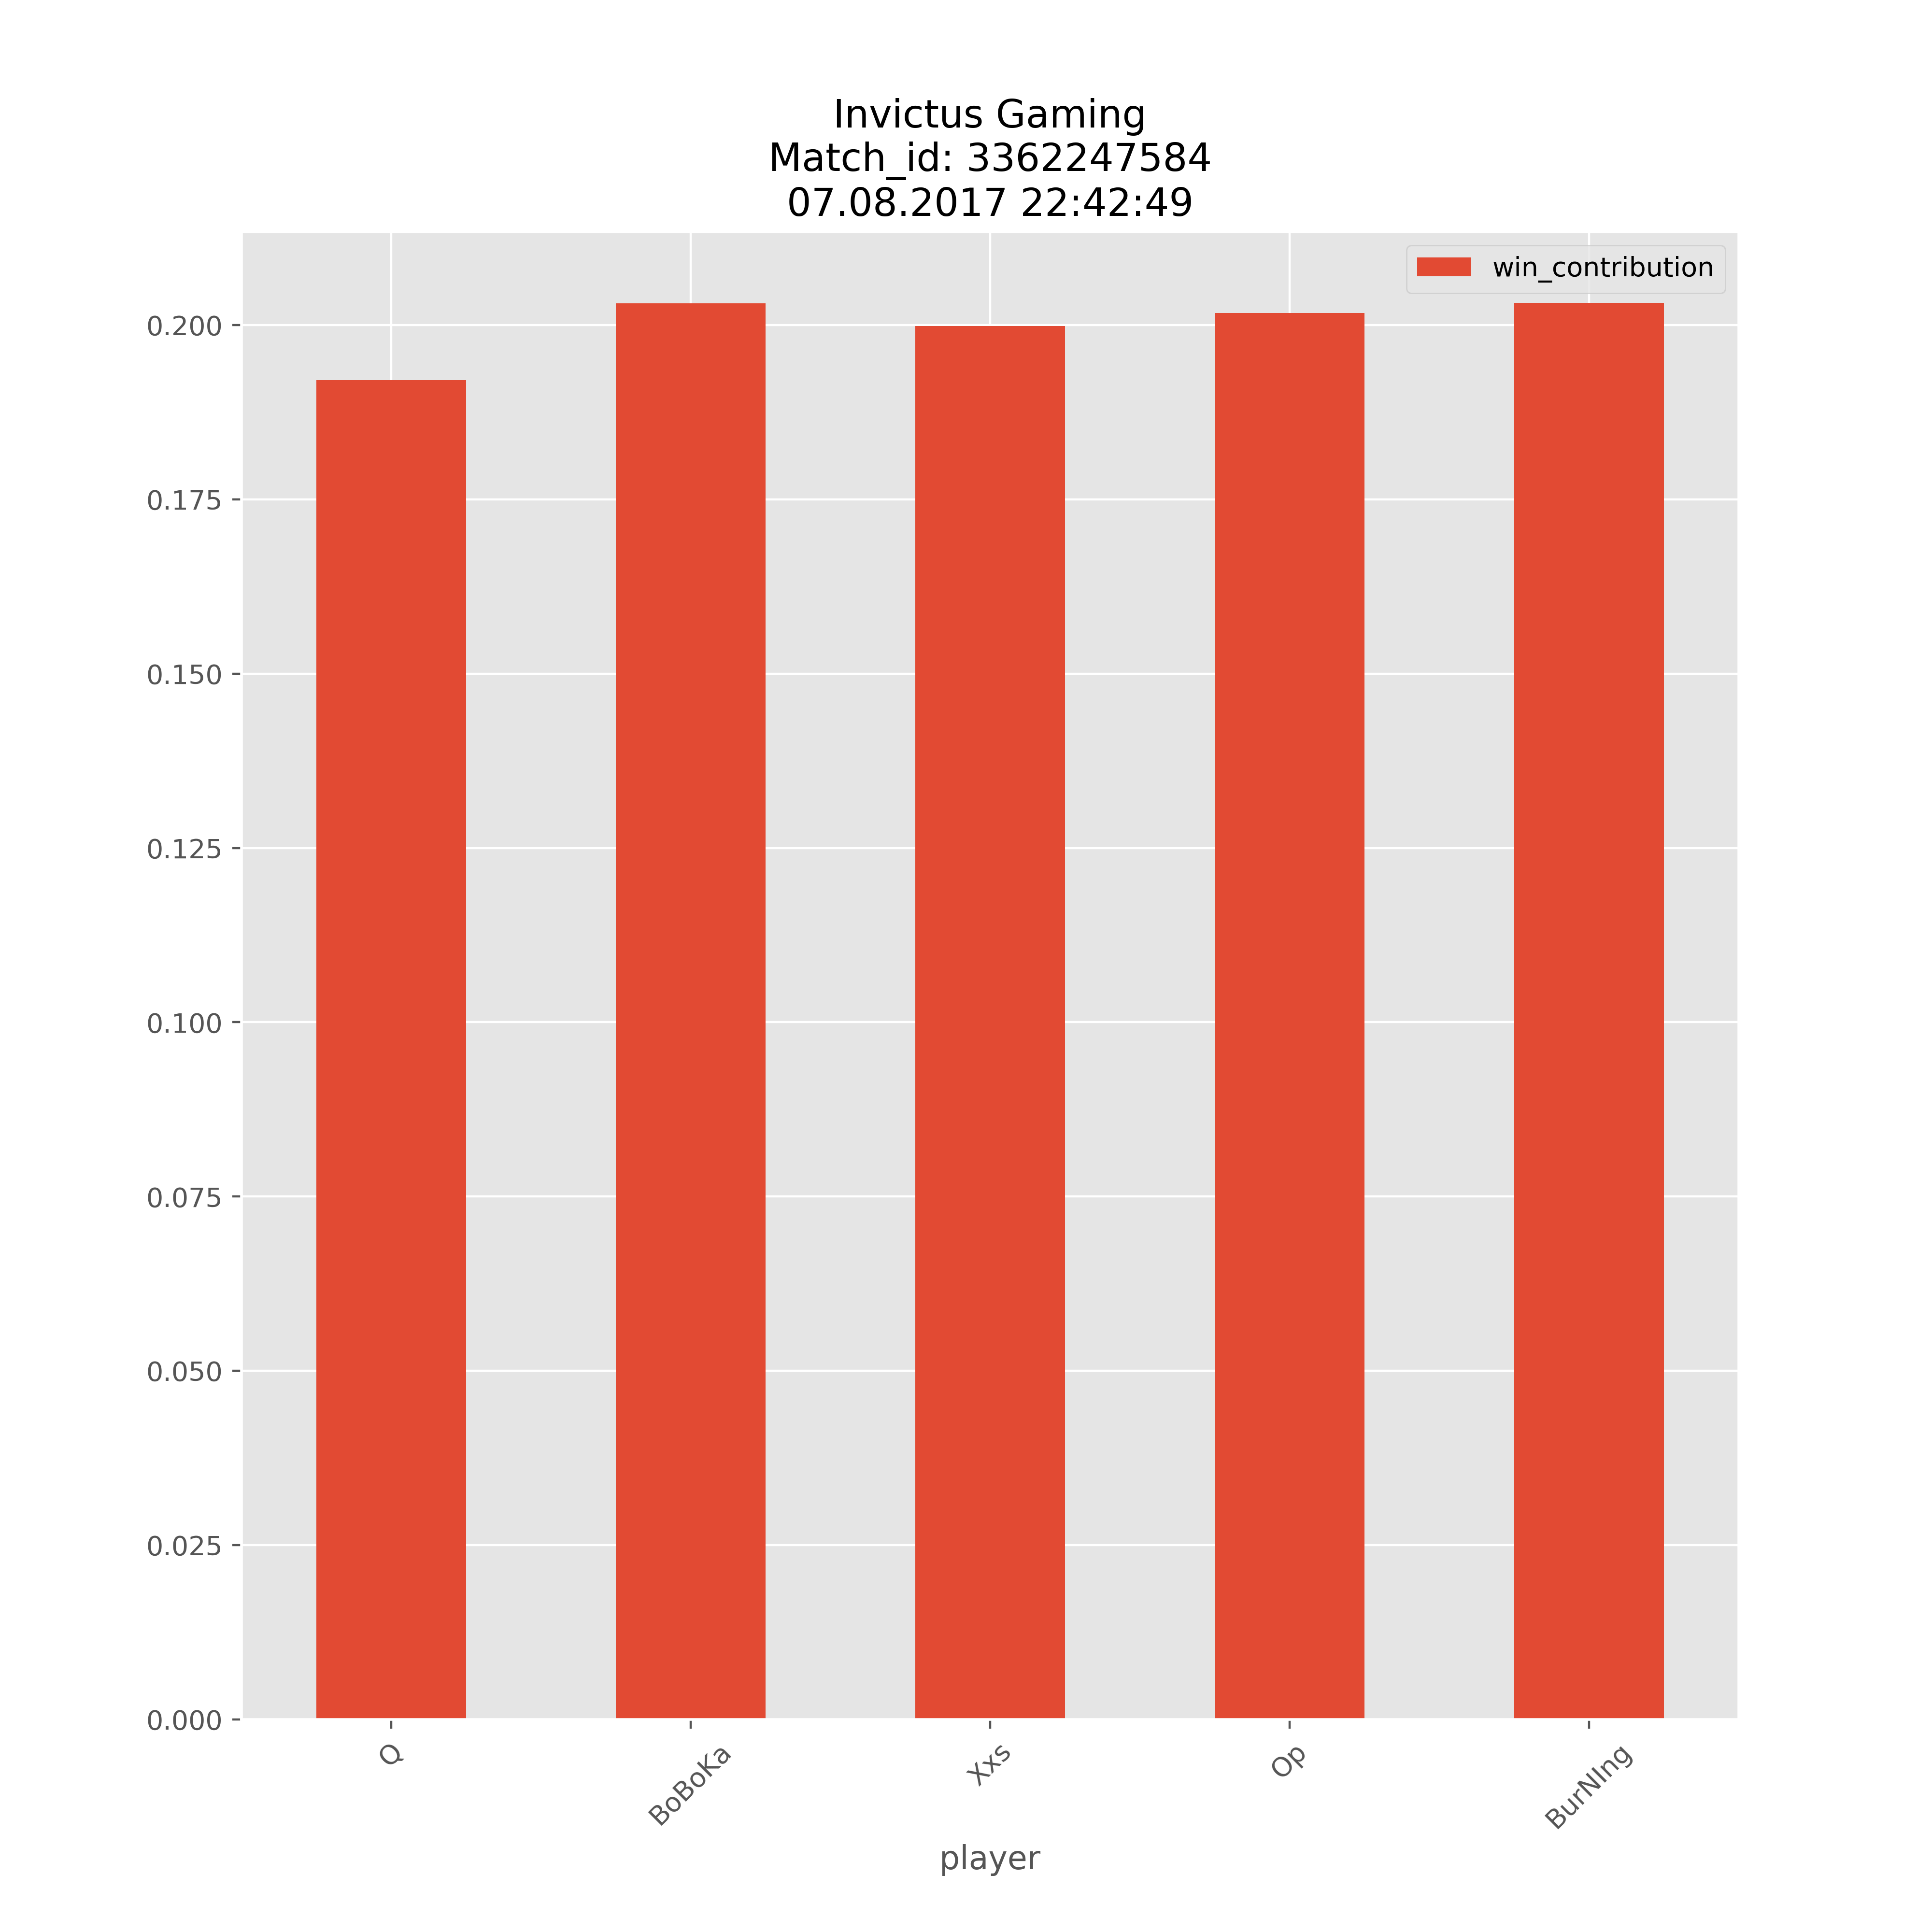 Invictus Gaming
Match_id: 3362247584
07.08.2017 22:42:49
win_contribution
0.200
0.175
0.150
0.125
0.100
0.075
0.050
0.025
0.000
Q
BoBoKa
Xxs
Op
BurNIng
player